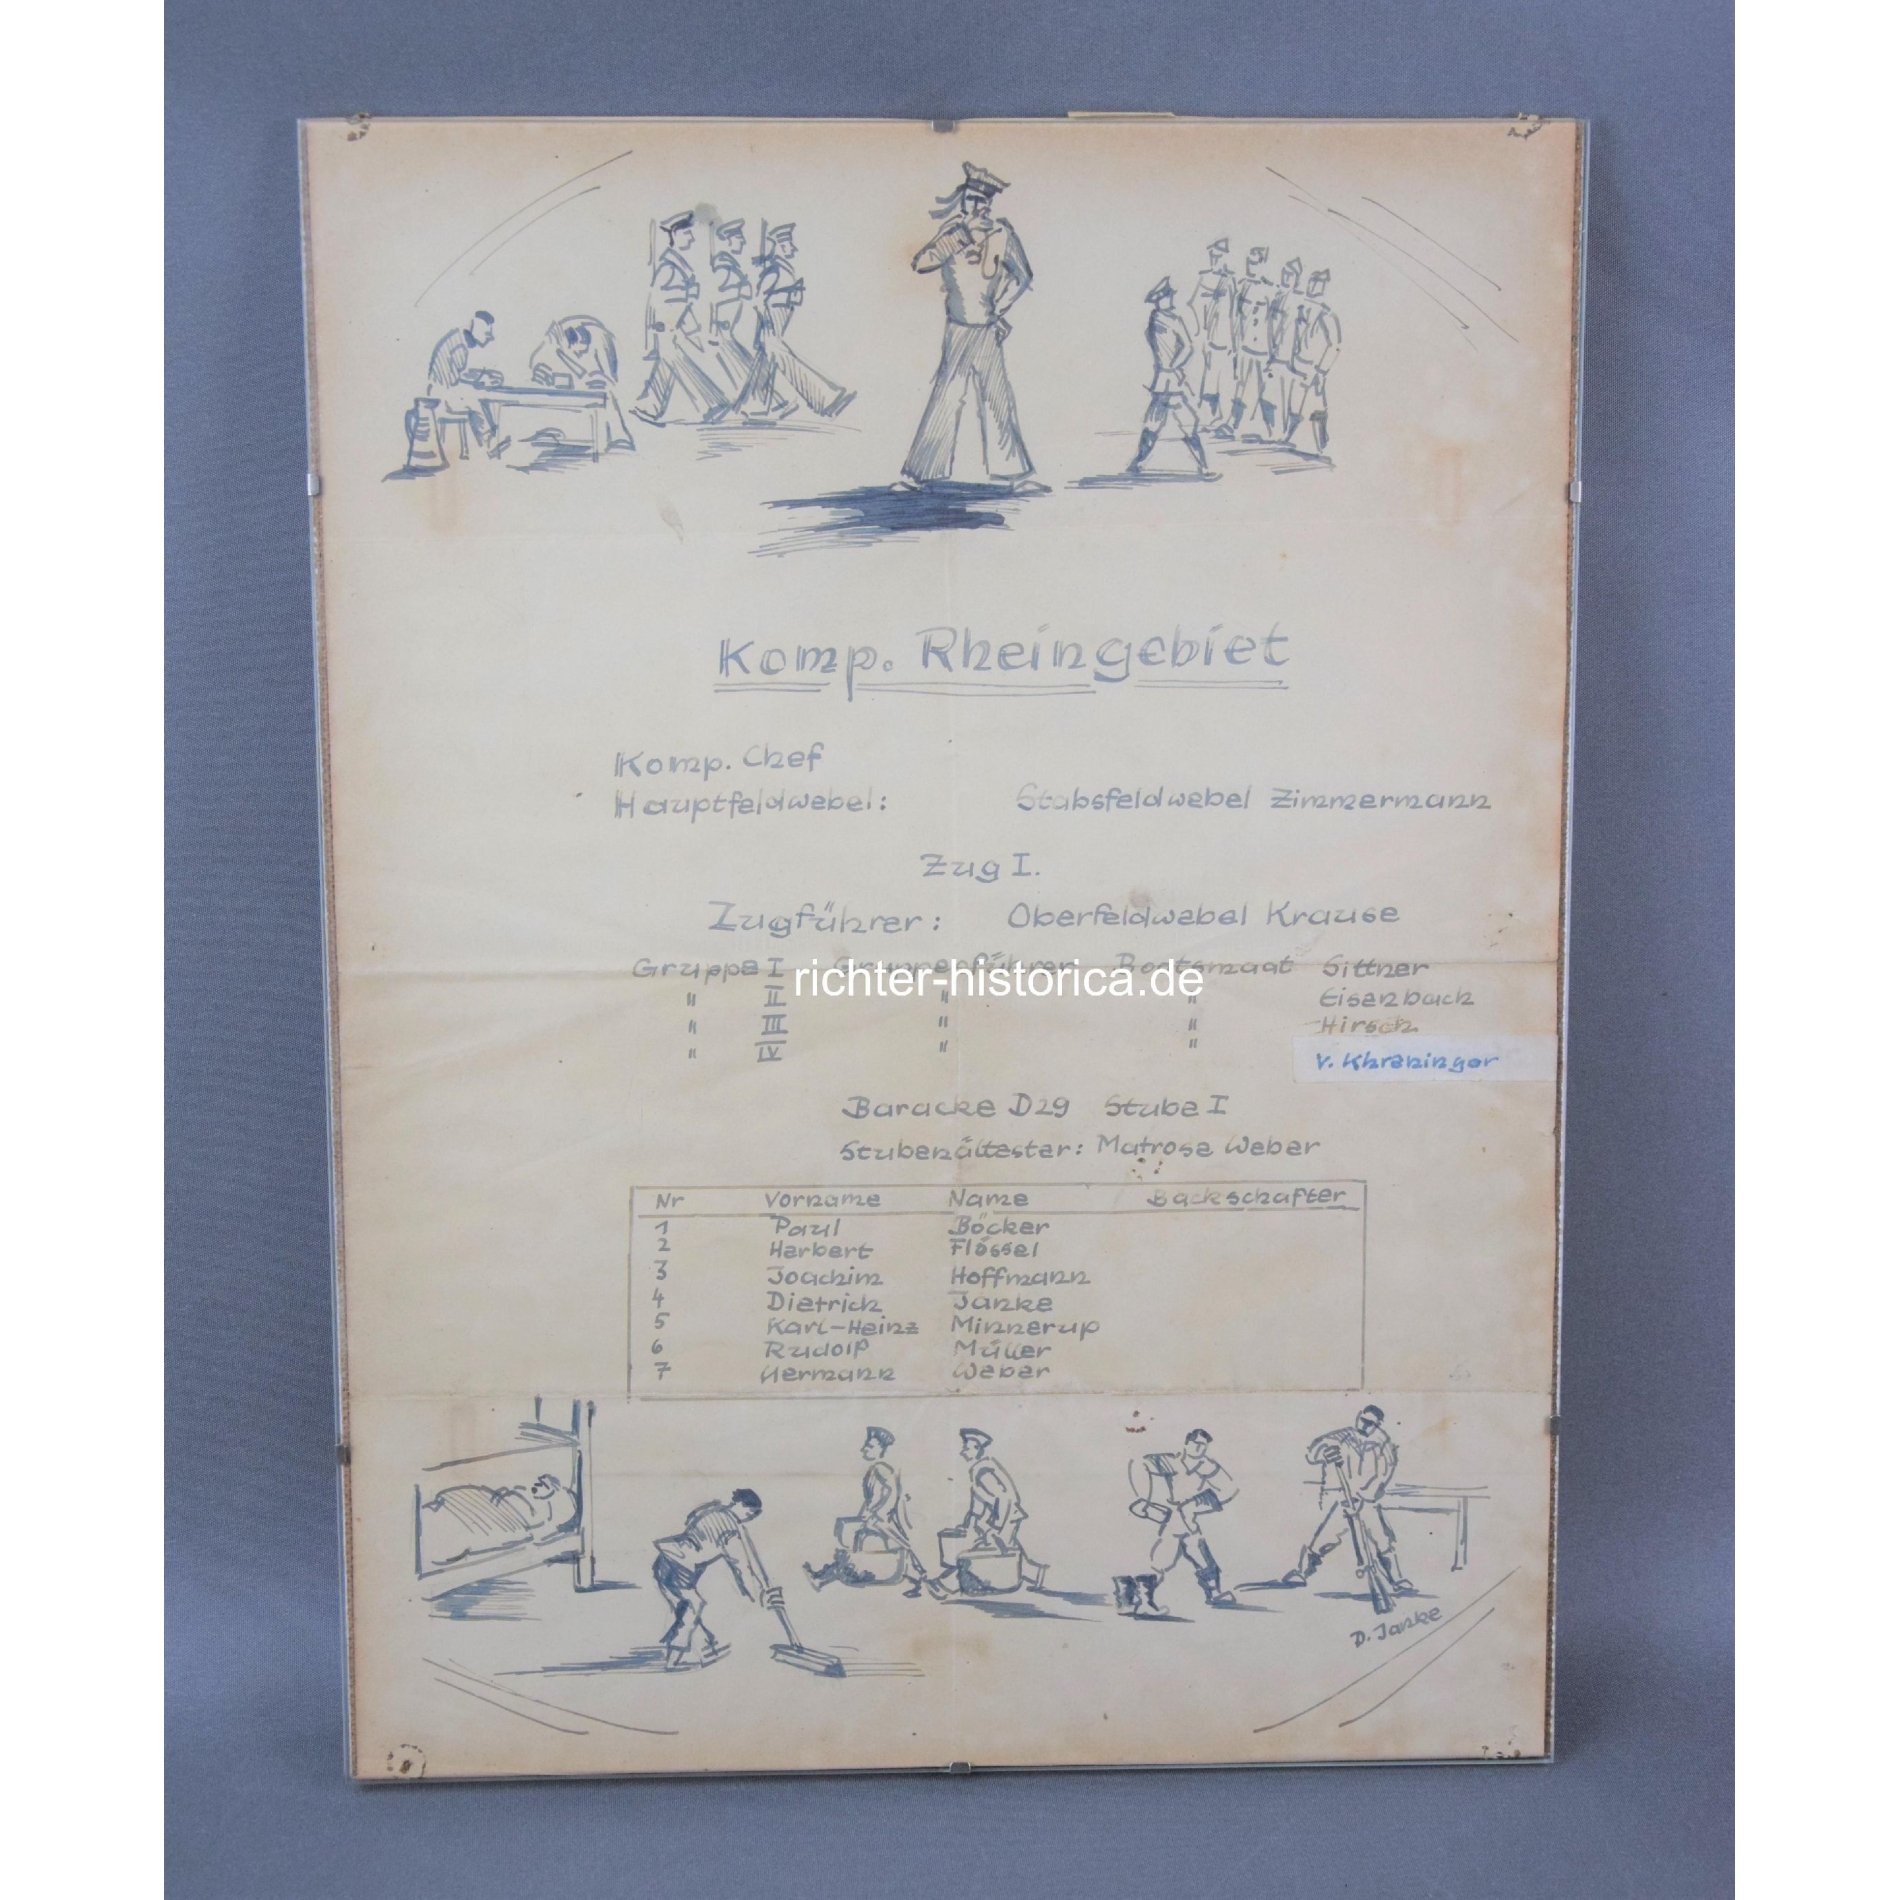 Komp. Rheingebiet
Komp. Chef
Hauptfeldwebel: Stabsfeldwebel Zimmermann
Zug I.
Zugführer: Oberfeldwebel Krause
Gruppe I Gruppenführer Bootsmaat Sittner
" II " " Eisenbach
" III " " Hirsch
" IV " " v. Khreninger
richter-historica.de
Baracke D29 Stube I
Stubenältester: Matrose Weber
Nr Vorname Name Backschafter
1 Paul Böcker
2 Herbert Flössel
3 Joachim Hoffmann
4 Dietrich Janke
5 Karl-Heinz Minnerup
6 Rudolf Müller
7 Hermann Weber
D. Janke